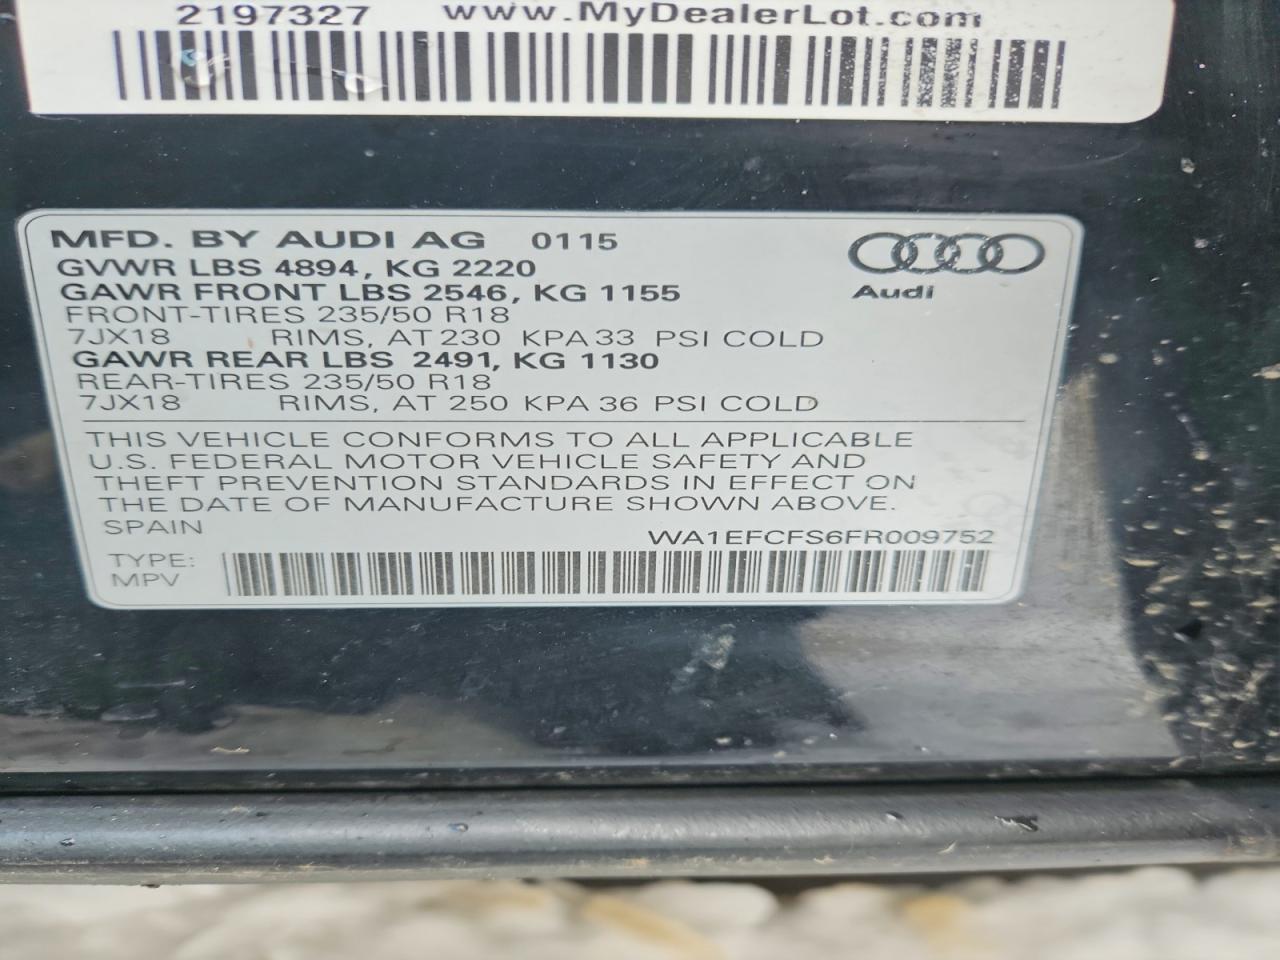 2197327 www.MyDealerLot.com
MFD. BY AUDI AG 0115
GVWR LBS 4894, KG 2220
GAWR FRONT LBS 2546, KG 1155
Audi
FRONT-TIRES 235/50 R18
7JX18 RIMS, AT 230 KPA 33 PSI COLD
GAWR REAR LBS 2491, KG 1130
REAR-TIRES 235/50 R18
7JX18 RIMS, AT 250 KPA 36 PSI COLD
THIS VEHICLE CONFORMS TO ALL APPLICABLE
U.S. FEDERAL MOTOR VEHICLE SAFETY AND
THEFT PREVENTION STANDARDS IN EFFECT ON
THE DATE OF MANUFACTURE SHOWN ABOVE.
SPAIN WA1EFCFS6FR009752
TYPE:
MPV